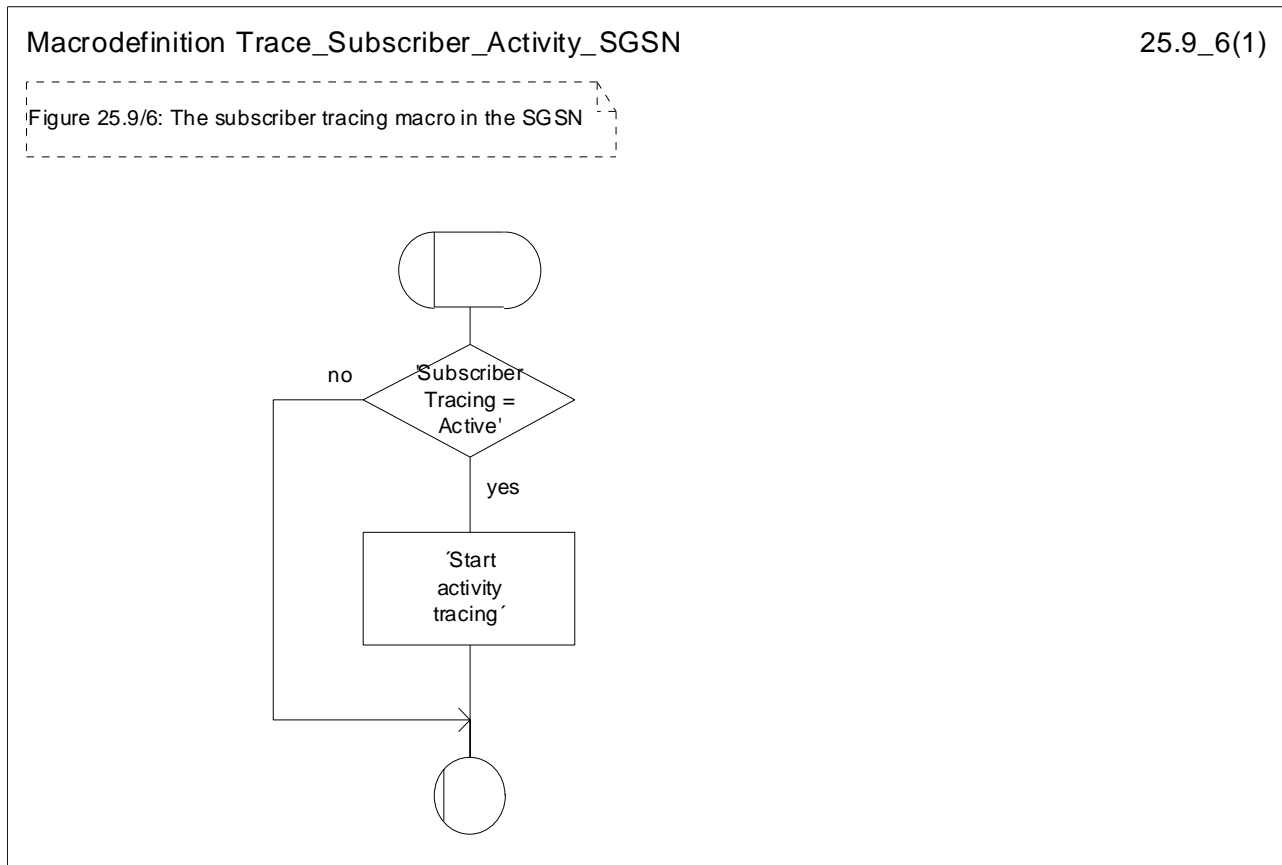 Macrodefinition Trace_Subscriber_Activity_SGSN 25.9_6(1)
Figure 25.9/6: The subscriber tracing macro in the SGSN
no
'Subscriber
Tracing =
Active'
yes
´Start
activity
tracing´